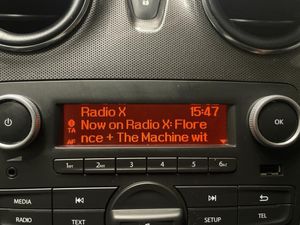 Radio X 15:47
TA Now on Radio X: Flore
AF nce + The Machine wit
OK
1 2 3 4 5 6
MEDIA
RADIO TEXT SETUP TEL